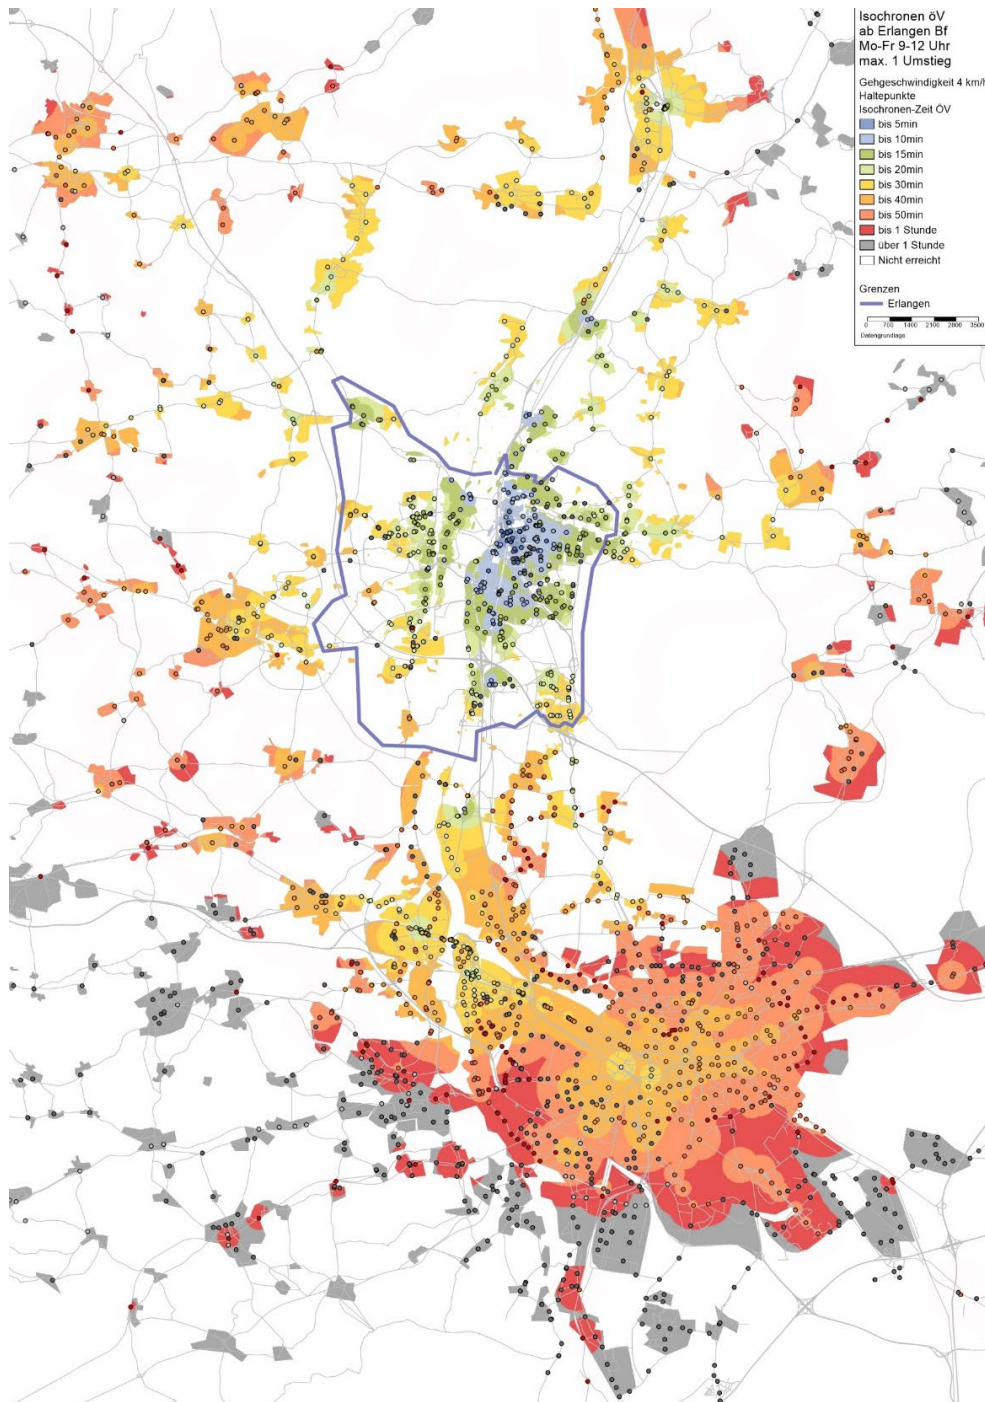 Isochronen öV
ab Erlangen Bf
Mo-Fr 9-12 Uhr
max. 1 Umstieg
Gehgeschwindigkeit 4 km/h
Haltepunkte
Isochronen-Zeit ÖV
bis 5min
bis 10min
bis 15min
bis 20min
bis 30min
bis 40min
bis 50min
bis 1 Stunde
über 1 Stunde
Nicht erreicht
Grenzen
Erlangen
0 700 1400 2100 2800 3500
Datengrundlage: